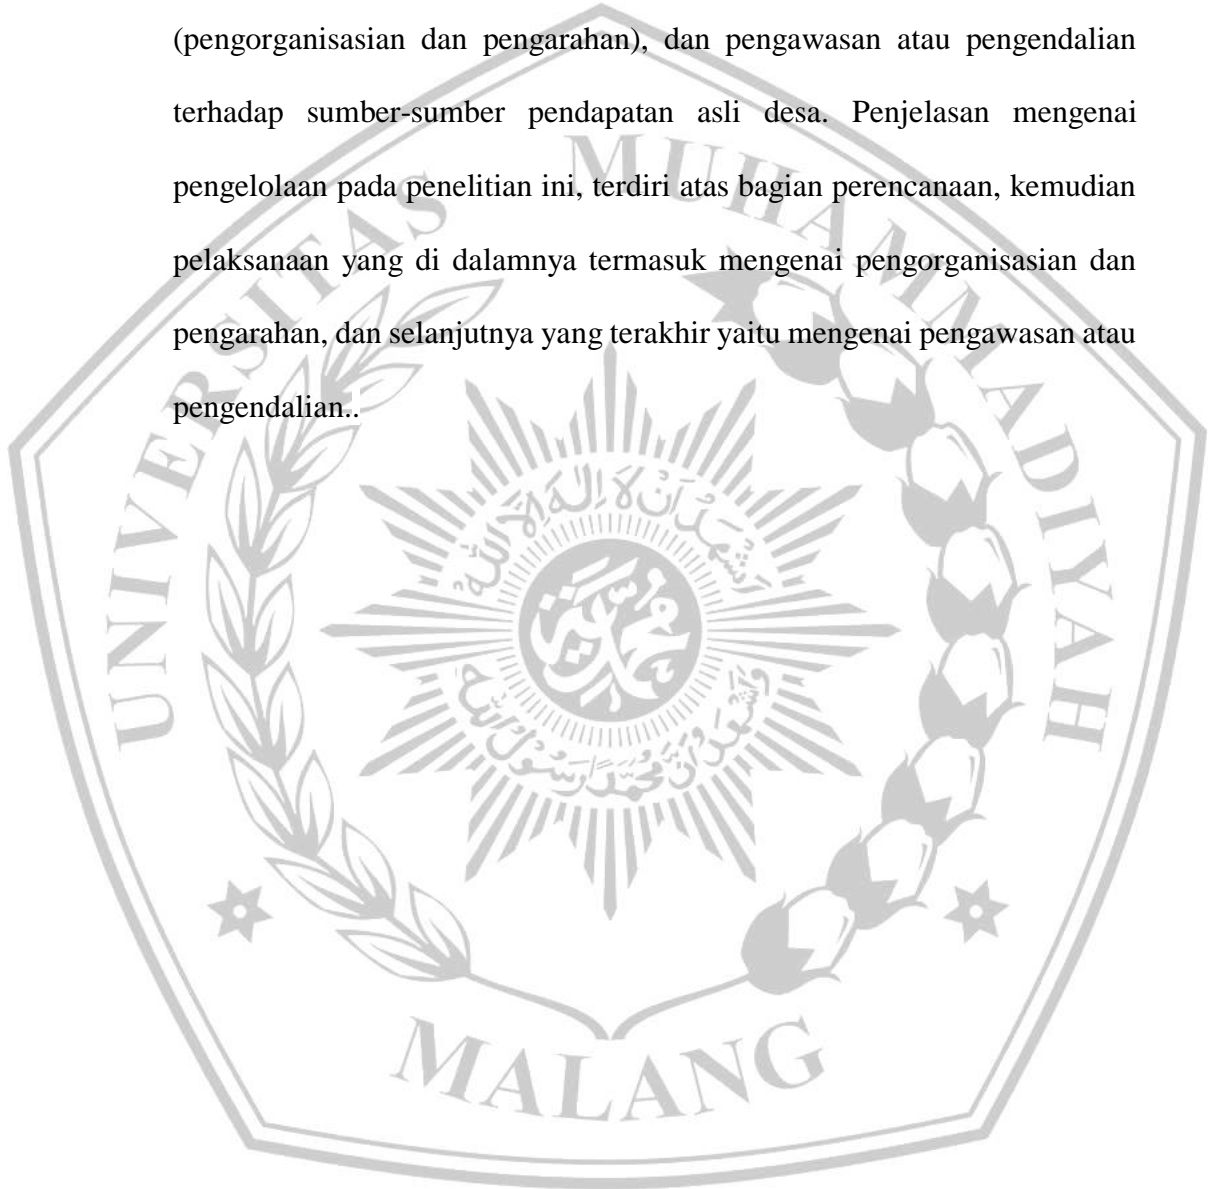 (pengorganisasian dan pengarahan), dan pengawasan atau pengendalian
terhadap sumber-sumber pendapatan asli desa. Penjelasan mengenai
pengelolaan pada penelitian ini, terdiri atas bagian perencanaan, kemudian
pelaksanaan yang di dalamnya termasuk mengenai pengorganisasian dan
pengarahan, dan selanjutnya yang terakhir yaitu mengenai pengawasan atau
pengendalian..
UNIVERSITAS MUHAMMADIYAH
MALANG